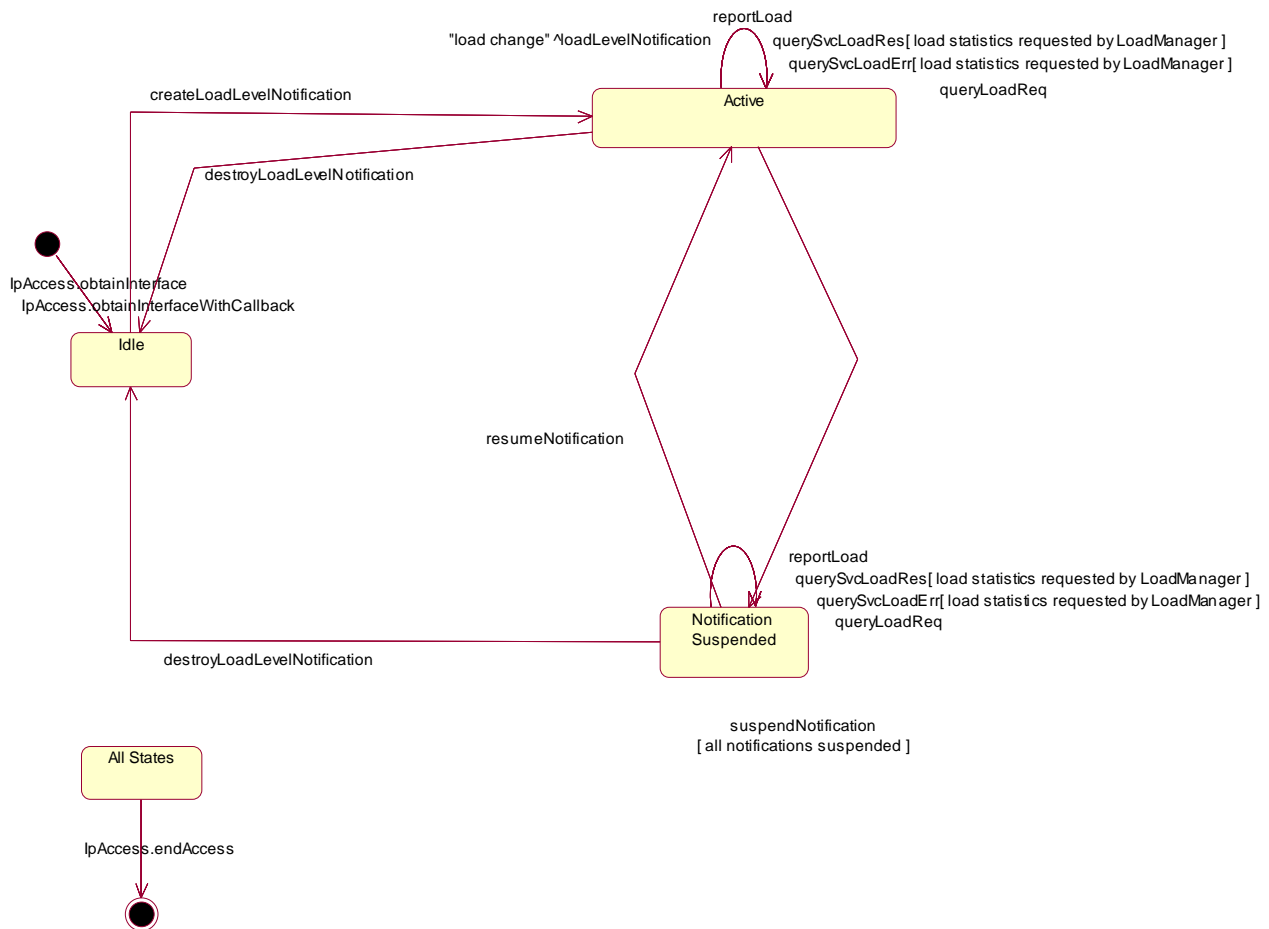 reportLoad
"load change" ^loadLevelNotification
querySvcLoadRes[ load statistics requested by LoadManager ]
querySvcLoadErr[ load statistics requested by LoadManager ]
queryLoadReq
createLoadLevelNotification
Active
destroyLoadLevelNotification
IpAccess.obtainInterface
IpAccess.obtainInterfaceWithCallback
Idle
resumeNotification
reportLoad
querySvcLoadRes[ load statistics requested by LoadManager ]
querySvcLoadErr[ load statistics requested by LoadManager ]
queryLoadReq
Notification
Suspended
destroyLoadLevelNotification
suspendNotification
[ all notifications suspended ]
All States
IpAccess.endAccess